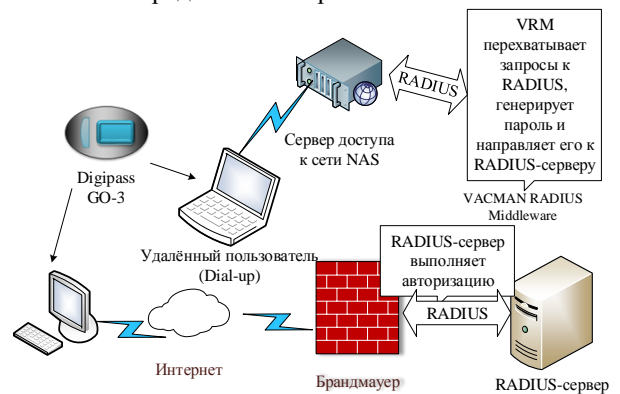 VRM
перехватывает
запросы к
RADIUS,
генерирует
пароль и
направляет его к
RADIUS-серверу
RADIUS
Сервер доступа
к сети NAS
Digipass
GO-3
VACMAN RADIUS
Middleware
Удалённый пользователь
(Dial-up)
RADIUS-сервер
выполняет
авторизацию
RADIUS
Интернет
Брандмауер
RADIUS-сервер